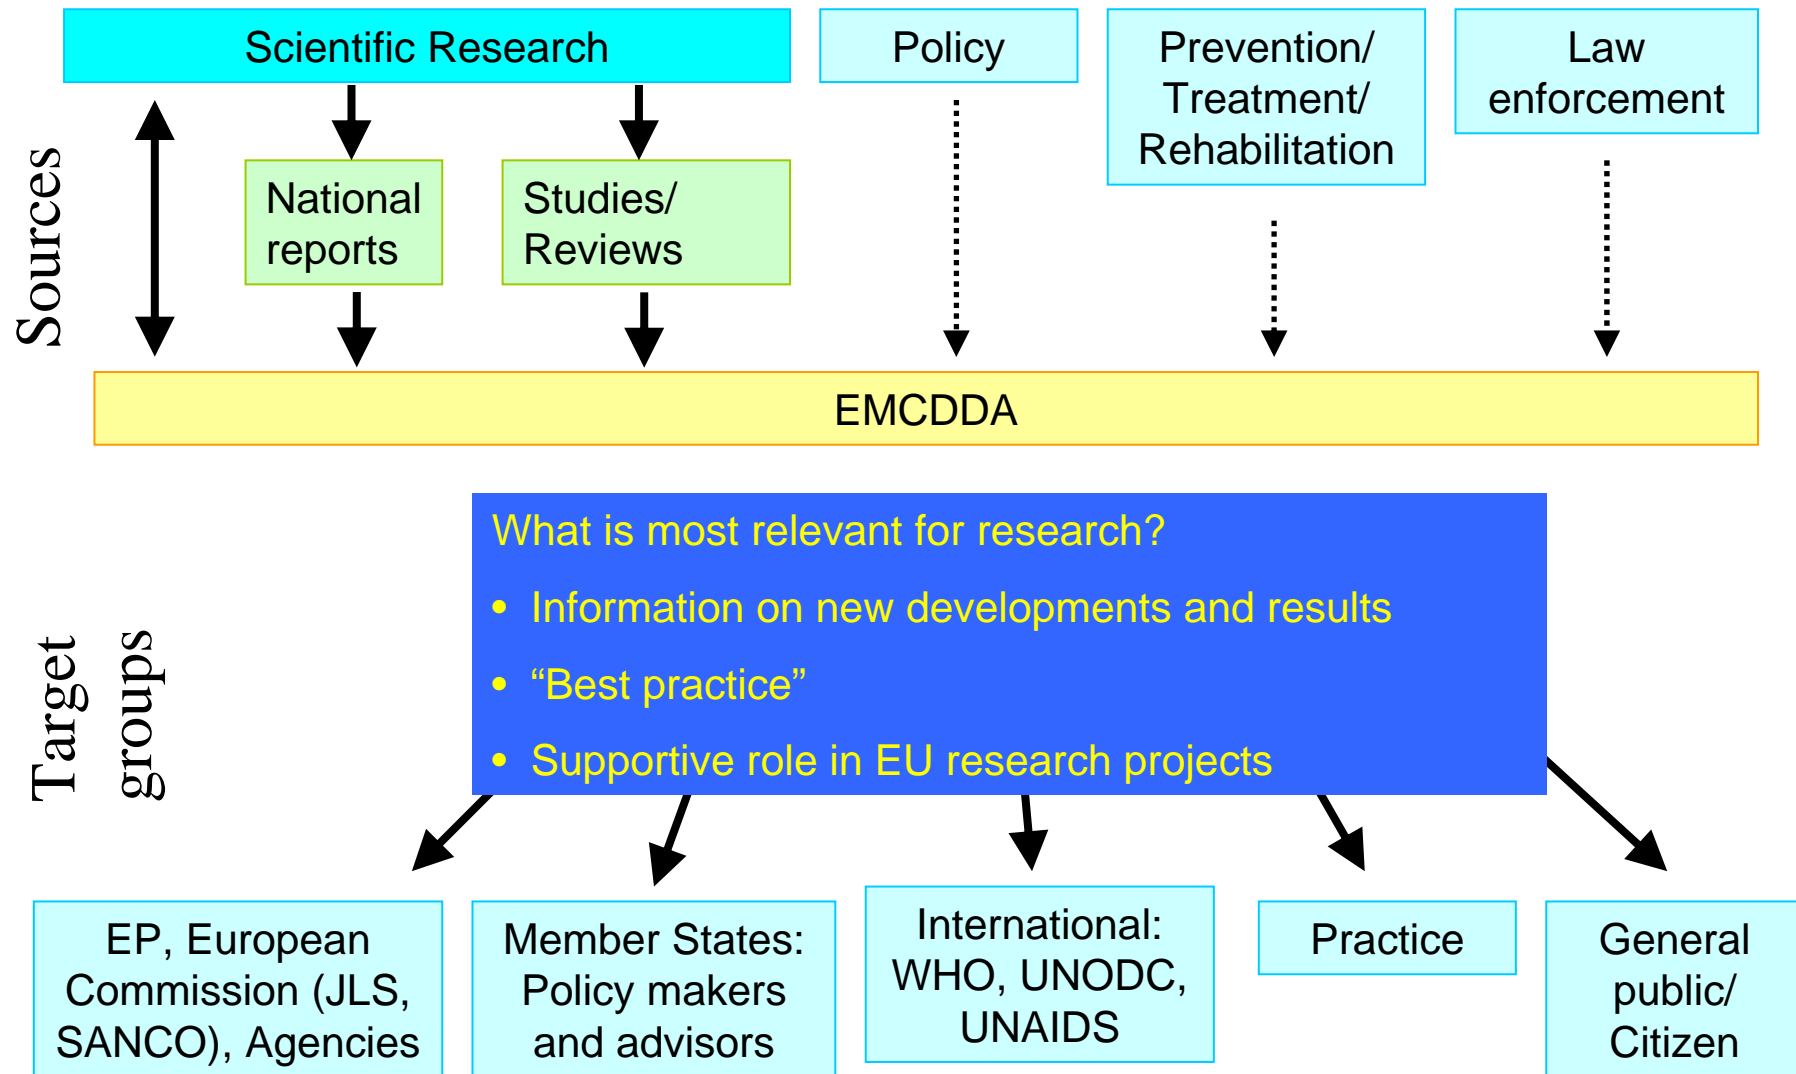 Scientific Research
Policy
Prevention/
Treatment/
Rehabilitation
Law
enforcement
Sources
National
reports
Studies/
Reviews
EMCDDA
What is most relevant for research?
• Information on new developments and results
• “Best practice”
• Supportive role in EU research projects
Target
groups
EP, European
Commission (JLS,
SANCO), Agencies
Member States:
Policy makers
and advisors
International:
WHO, UNODC,
UNAIDS
Practice
General
public/
Citizen